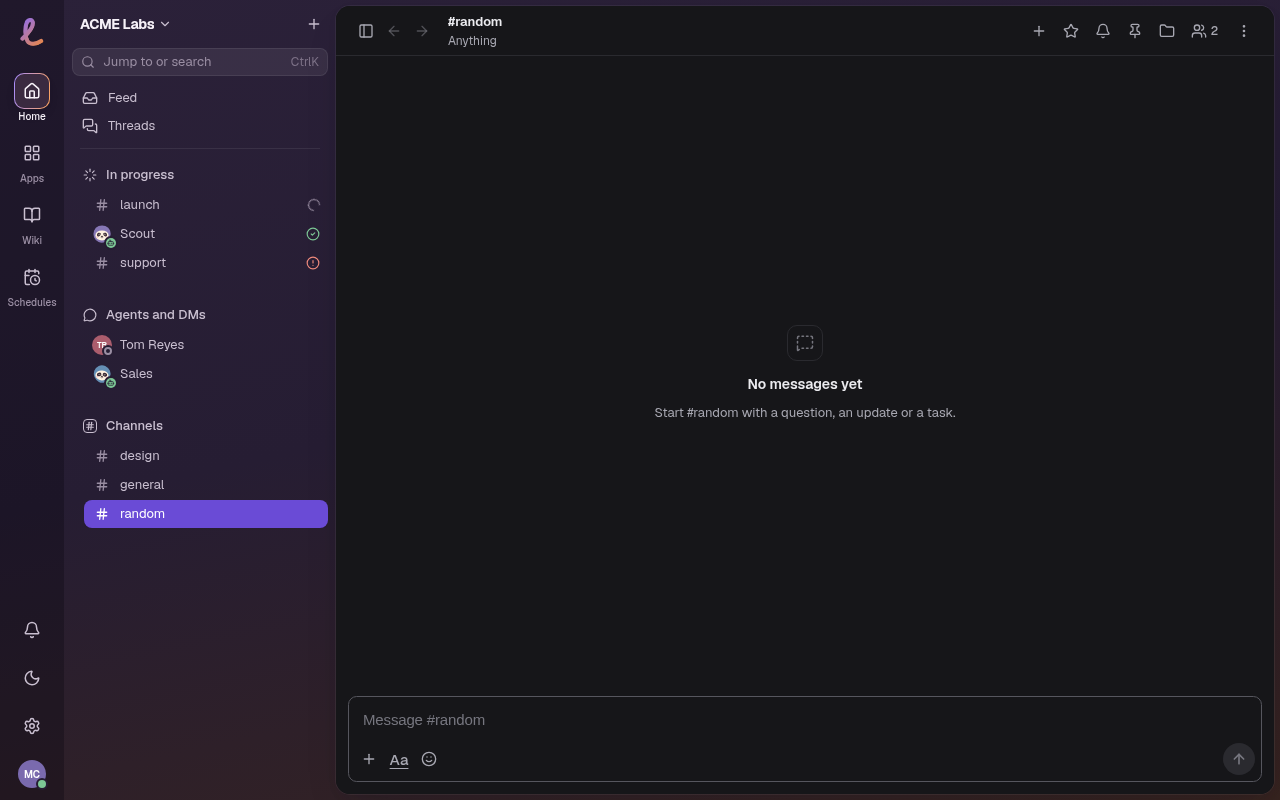 ACME Labs
Jump to or search
CtrlK
Feed
Threads
In progress
launch
Scout
support
Agents and DMs
TR
Tom Reyes
Sales
Channels
design
general
random
Home
Apps
Wiki
Schedules
MC
#random
Anything
2
No messages yet
Start #random with a question, an update or a task.
Message #random
Aa